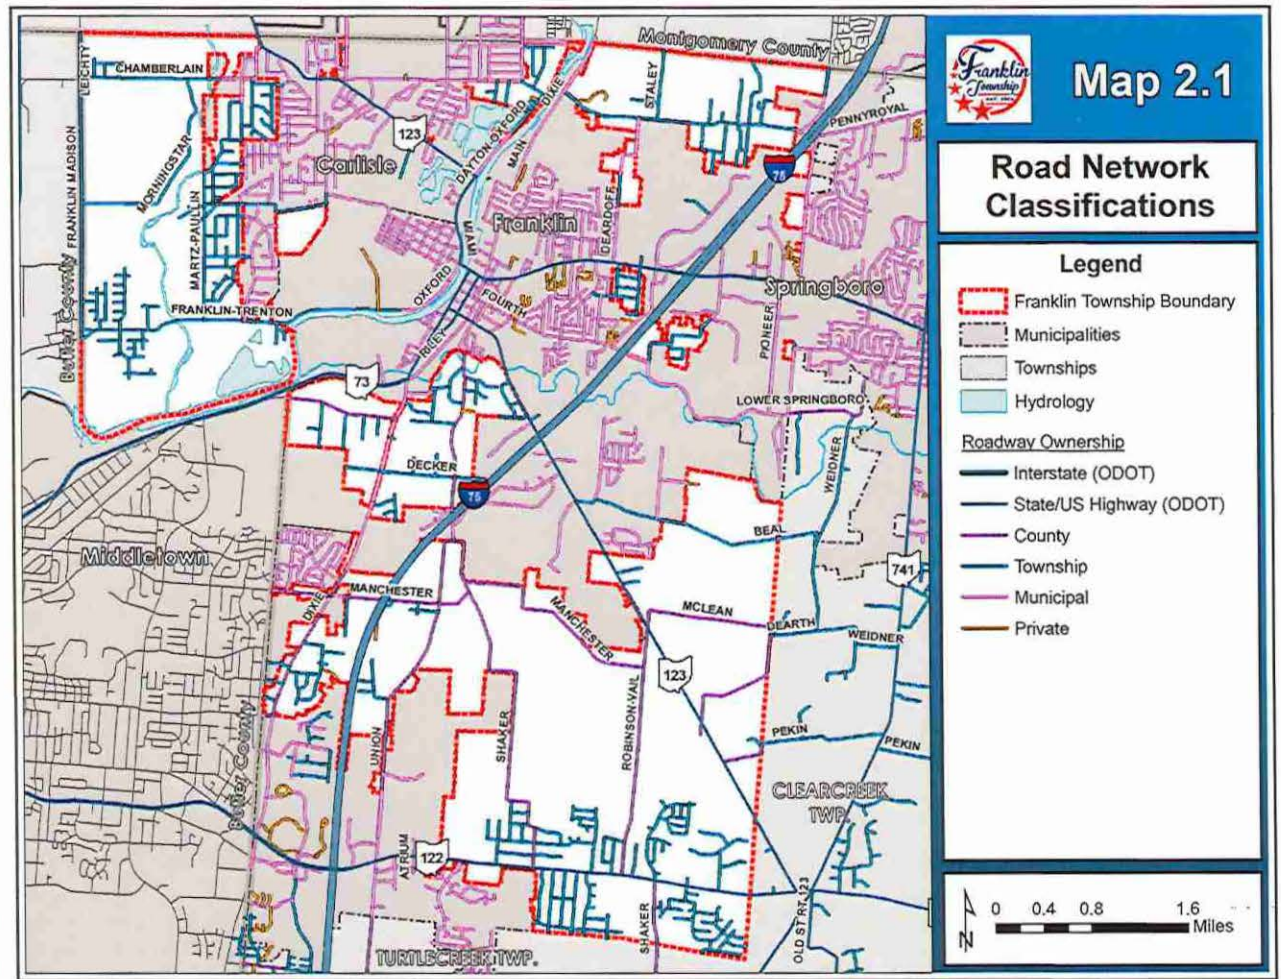 Montgomery County
LEICHTY
CHAMBERLAIN
STALEY
DIXIE
PENNYROYAL
123
DAYTON-OXFORD
MAIN
Carlisle
75
FRANKLIN MADISON
MORNINGSTAR
MARTZ-PAULLIN
MIAMI
Franklin
DEARDOFF
Butler County
OXFORD
Springboro
FRANKLIN-TRENTON
FOURTH
RILEY
PIONEER
73
LOWER SPRINGBORO
DECKER
WEIDNER
75
BEAL
Middletown
741
DIXIE
MANCHESTER
MANCHESTER
MCLEAN
DEARTH
WEIDNER
123
Butler County
UNION
SHAKER
ROBINSON-VAIL
PEKIN
PEKIN
CLEARCREEK
TWP.
ATRIUM
122
SHAKER
OLD ST RT 123
TURTLECREEK TWP.
Franklin
Township
Map 2.1
Road Network
Classifications
Legend
Franklin Township Boundary
Municipalities
Townships
Hydrology
Roadway Ownership
Interstate (ODOT)
State/US Highway (ODOT)
County
Township
Municipal
Private
N
0 0.4 0.8 1.6
Miles